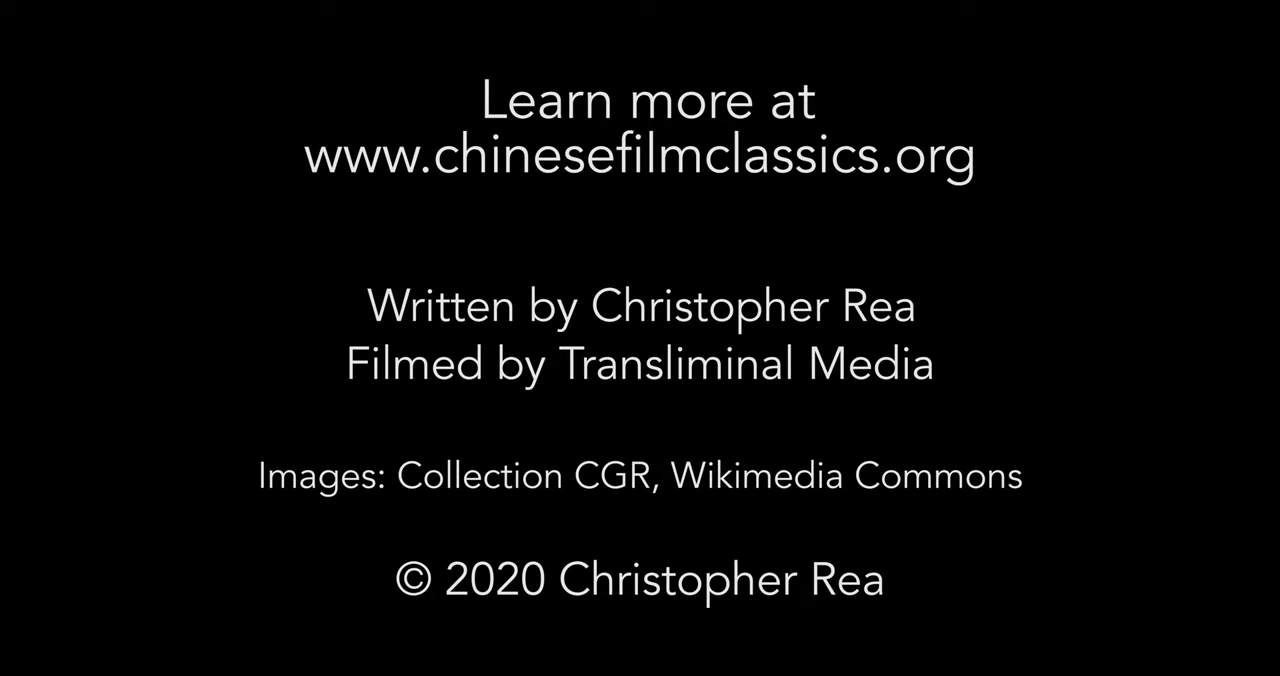 Learn more at
www.chinesefilmclassics.org
Written by Christopher Rea
Filmed by Transliminal Media
Images: Collection CGR, Wikimedia Commons
© 2020 Christopher Rea